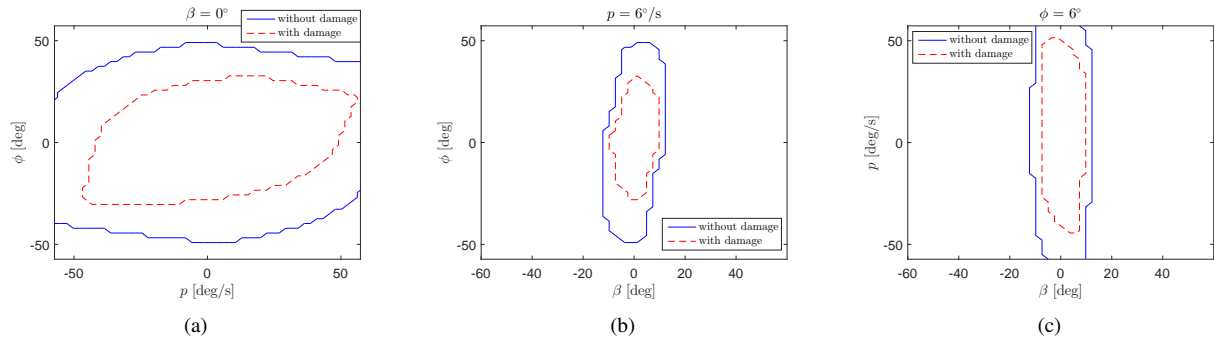 β = 0°
without damage
with damage
50
0
-50
ϕ [deg]
-50
0
50
p [deg/s]
(a)
p = 6°/s
50
0
-50
ϕ [deg]
without damage
with damage
-60
-40
-20
0
20
40
β [deg]
(b)
ϕ = 6°
without damage
with damage
50
0
-50
p [deg/s]
-60
-40
-20
0
20
40
β [deg]
(c)